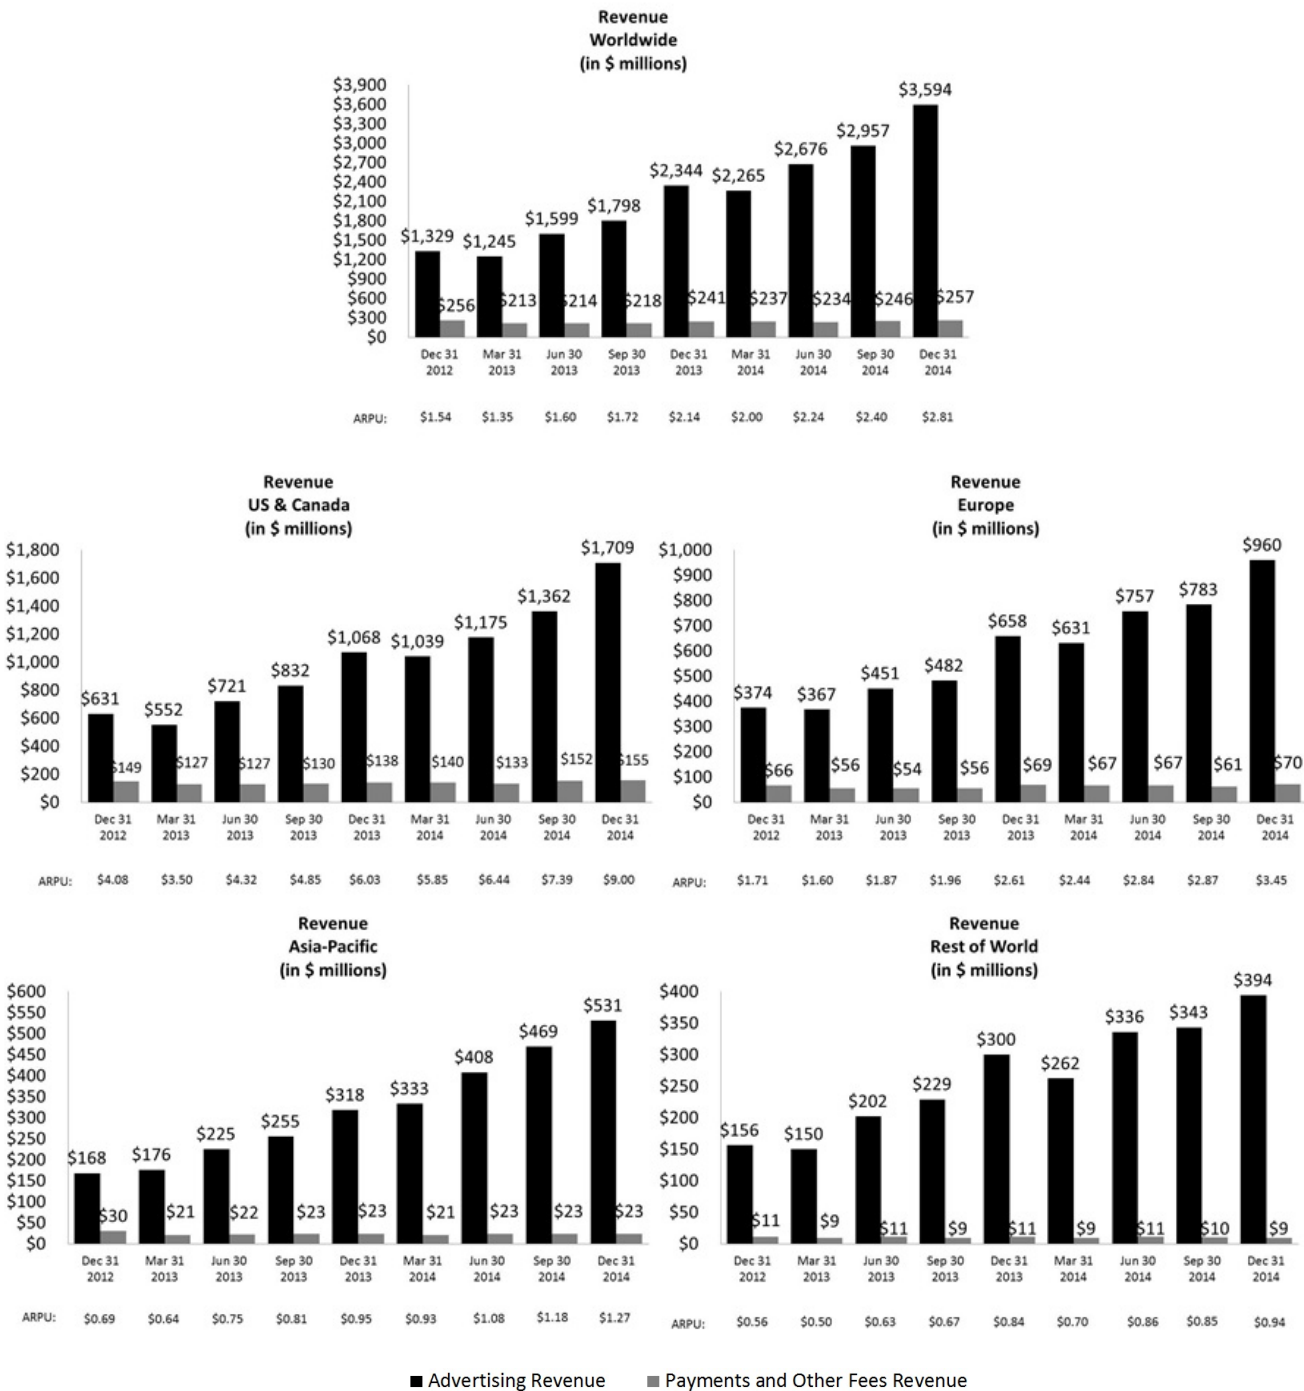 Revenue
Worldwide
(in $ millions)
$3,900
$3,600
$3,300
$3,000
$2,700
$2,400
$2,100
$1,800
$1,500
$1,200
$900
$600
$300
$0
$1,329 $1,245 $1,599 $1,798 $2,344 $2,265 $2,676 $2,957 $3,594
$256 $213 $214 $218 $241 $237 $234 $246 $257
Dec 31 Mar 31 Jun 30 Sep 30 Dec 31 Mar 31 Jun 30 Sep 30 Dec 31
2012 2013 2013 2013 2013 2014 2014 2014 2014
ARPU: $1.54 $1.35 $1.60 $1.72 $2.14 $2.00 $2.24 $2.40 $2.81
Revenue
US & Canada
(in $ millions)
$1,800
$1,600
$1,400
$1,200
$1,000
$800
$600
$400
$200
$0
$631 $552 $721 $832 $1,068 $1,039 $1,175 $1,362 $1,709
$149 $127 $127 $130 $138 $140 $133 $152 $155
Dec 31 Mar 31 Jun 30 Sep 30 Dec 31 Mar 31 Jun 30 Sep 30 Dec 31
2012 2013 2013 2013 2013 2014 2014 2014 2014
ARPU: $4.08 $3.50 $4.32 $4.85 $6.03 $5.85 $6.44 $7.39 $9.00
Revenue
Europe
(in $ millions)
$1,000
$900
$800
$700
$600
$500
$400
$300
$200
$100
$0
$374 $367 $451 $482 $658 $631 $757 $783 $960
$66 $56 $54 $56 $69 $67 $67 $61 $70
Dec 31 Mar 31 Jun 30 Sep 30 Dec 31 Mar 31 Jun 30 Sep 30 Dec 31
2012 2013 2013 2013 2013 2014 2014 2014 2014
ARPU: $1.71 $1.60 $1.87 $1.96 $2.61 $2.44 $2.84 $2.87 $3.45
Revenue
Asia-Pacific
(in $ millions)
$600
$550
$500
$450
$400
$350
$300
$250
$200
$150
$100
$50
$0
$168 $176 $225 $255 $318 $333 $408 $469 $531
$30 $21 $22 $23 $23 $21 $23 $23 $23
Dec 31 Mar 31 Jun 30 Sep 30 Dec 31 Mar 31 Jun 30 Sep 30 Dec 31
2012 2013 2013 2013 2013 2014 2014 2014 2014
ARPU: $0.69 $0.64 $0.75 $0.81 $0.95 $0.93 $1.08 $1.18 $1.27
Revenue
Rest of World
(in $ millions)
$400
$350
$300
$250
$200
$150
$100
$50
$0
$156 $150 $202 $229 $300 $262 $336 $343 $394
$11 $9 $11 $9 $11 $9 $11 $10 $9
Dec 31 Mar 31 Jun 30 Sep 30 Dec 31 Mar 31 Jun 30 Sep 30 Dec 31
2012 2013 2013 2013 2013 2014 2014 2014 2014
ARPU: $0.56 $0.50 $0.63 $0.67 $0.84 $0.70 $0.86 $0.85 $0.94
Advertising Revenue Payments and Other Fees Revenue